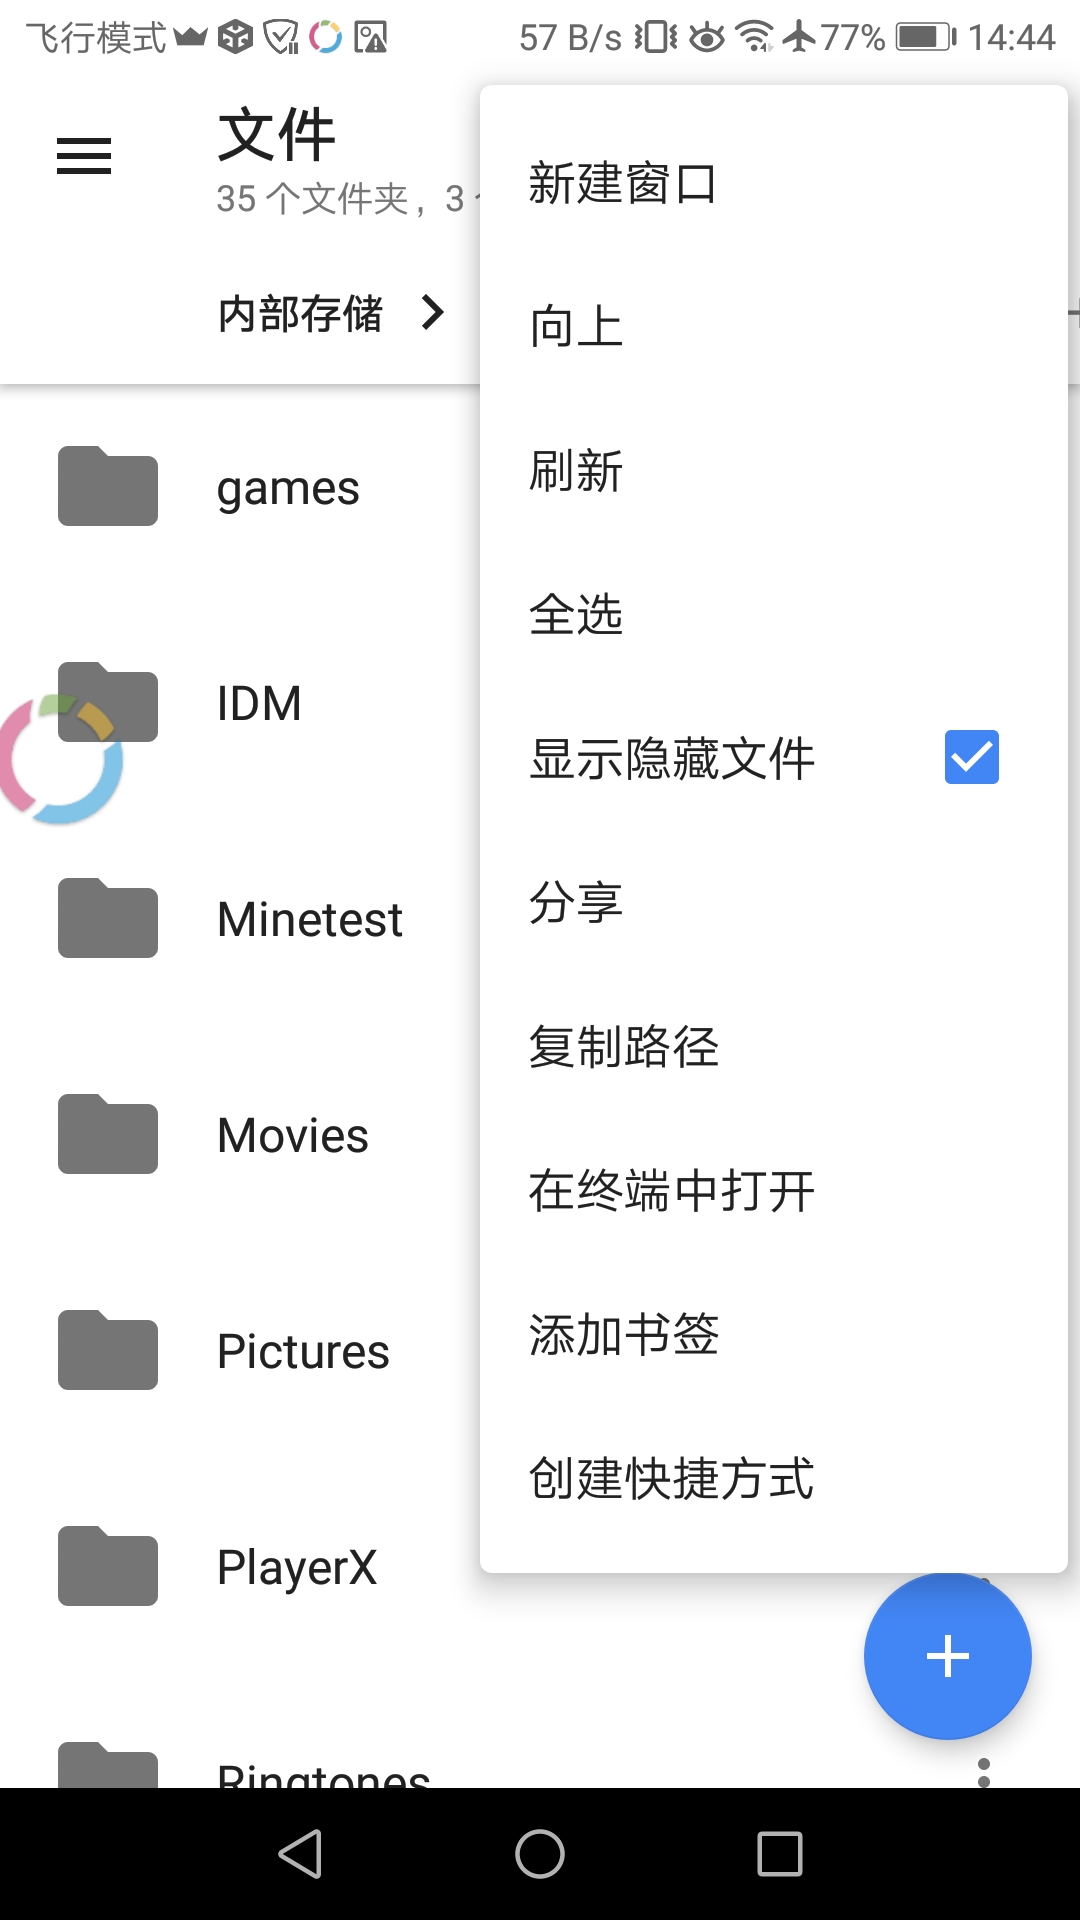 飞行模式 57 B/s 77% 14:44
文件
35 个文件夹，3
内部存储
新建窗口
向上
刷新
全选
显示隐藏文件
分享
复制路径
在终端中打开
添加书签
创建快捷方式
games
IDM
Minetest
Movies
Pictures
PlayerX
Ringtones